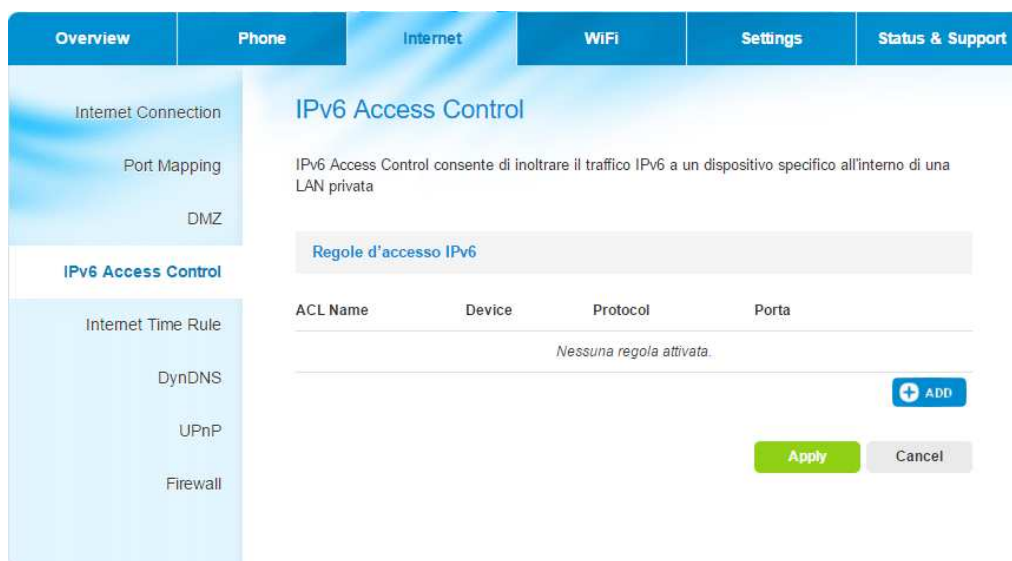 Overview Phone Internet WiFi Settings Status & Support
Internet Connection
Port Mapping
DMZ
IPv6 Access Control
Internet Time Rule
DynDNS
UPnP
Firewall
IPv6 Access Control
IPv6 Access Control consente di inoltrare il traffico IPv6 a un dispositivo specifico all'interno di una
LAN privata
Regole d'accesso IPv6
ACL Name Device Protocol Porta
Nessuna regola attivata.
ADD
Apply Cancel